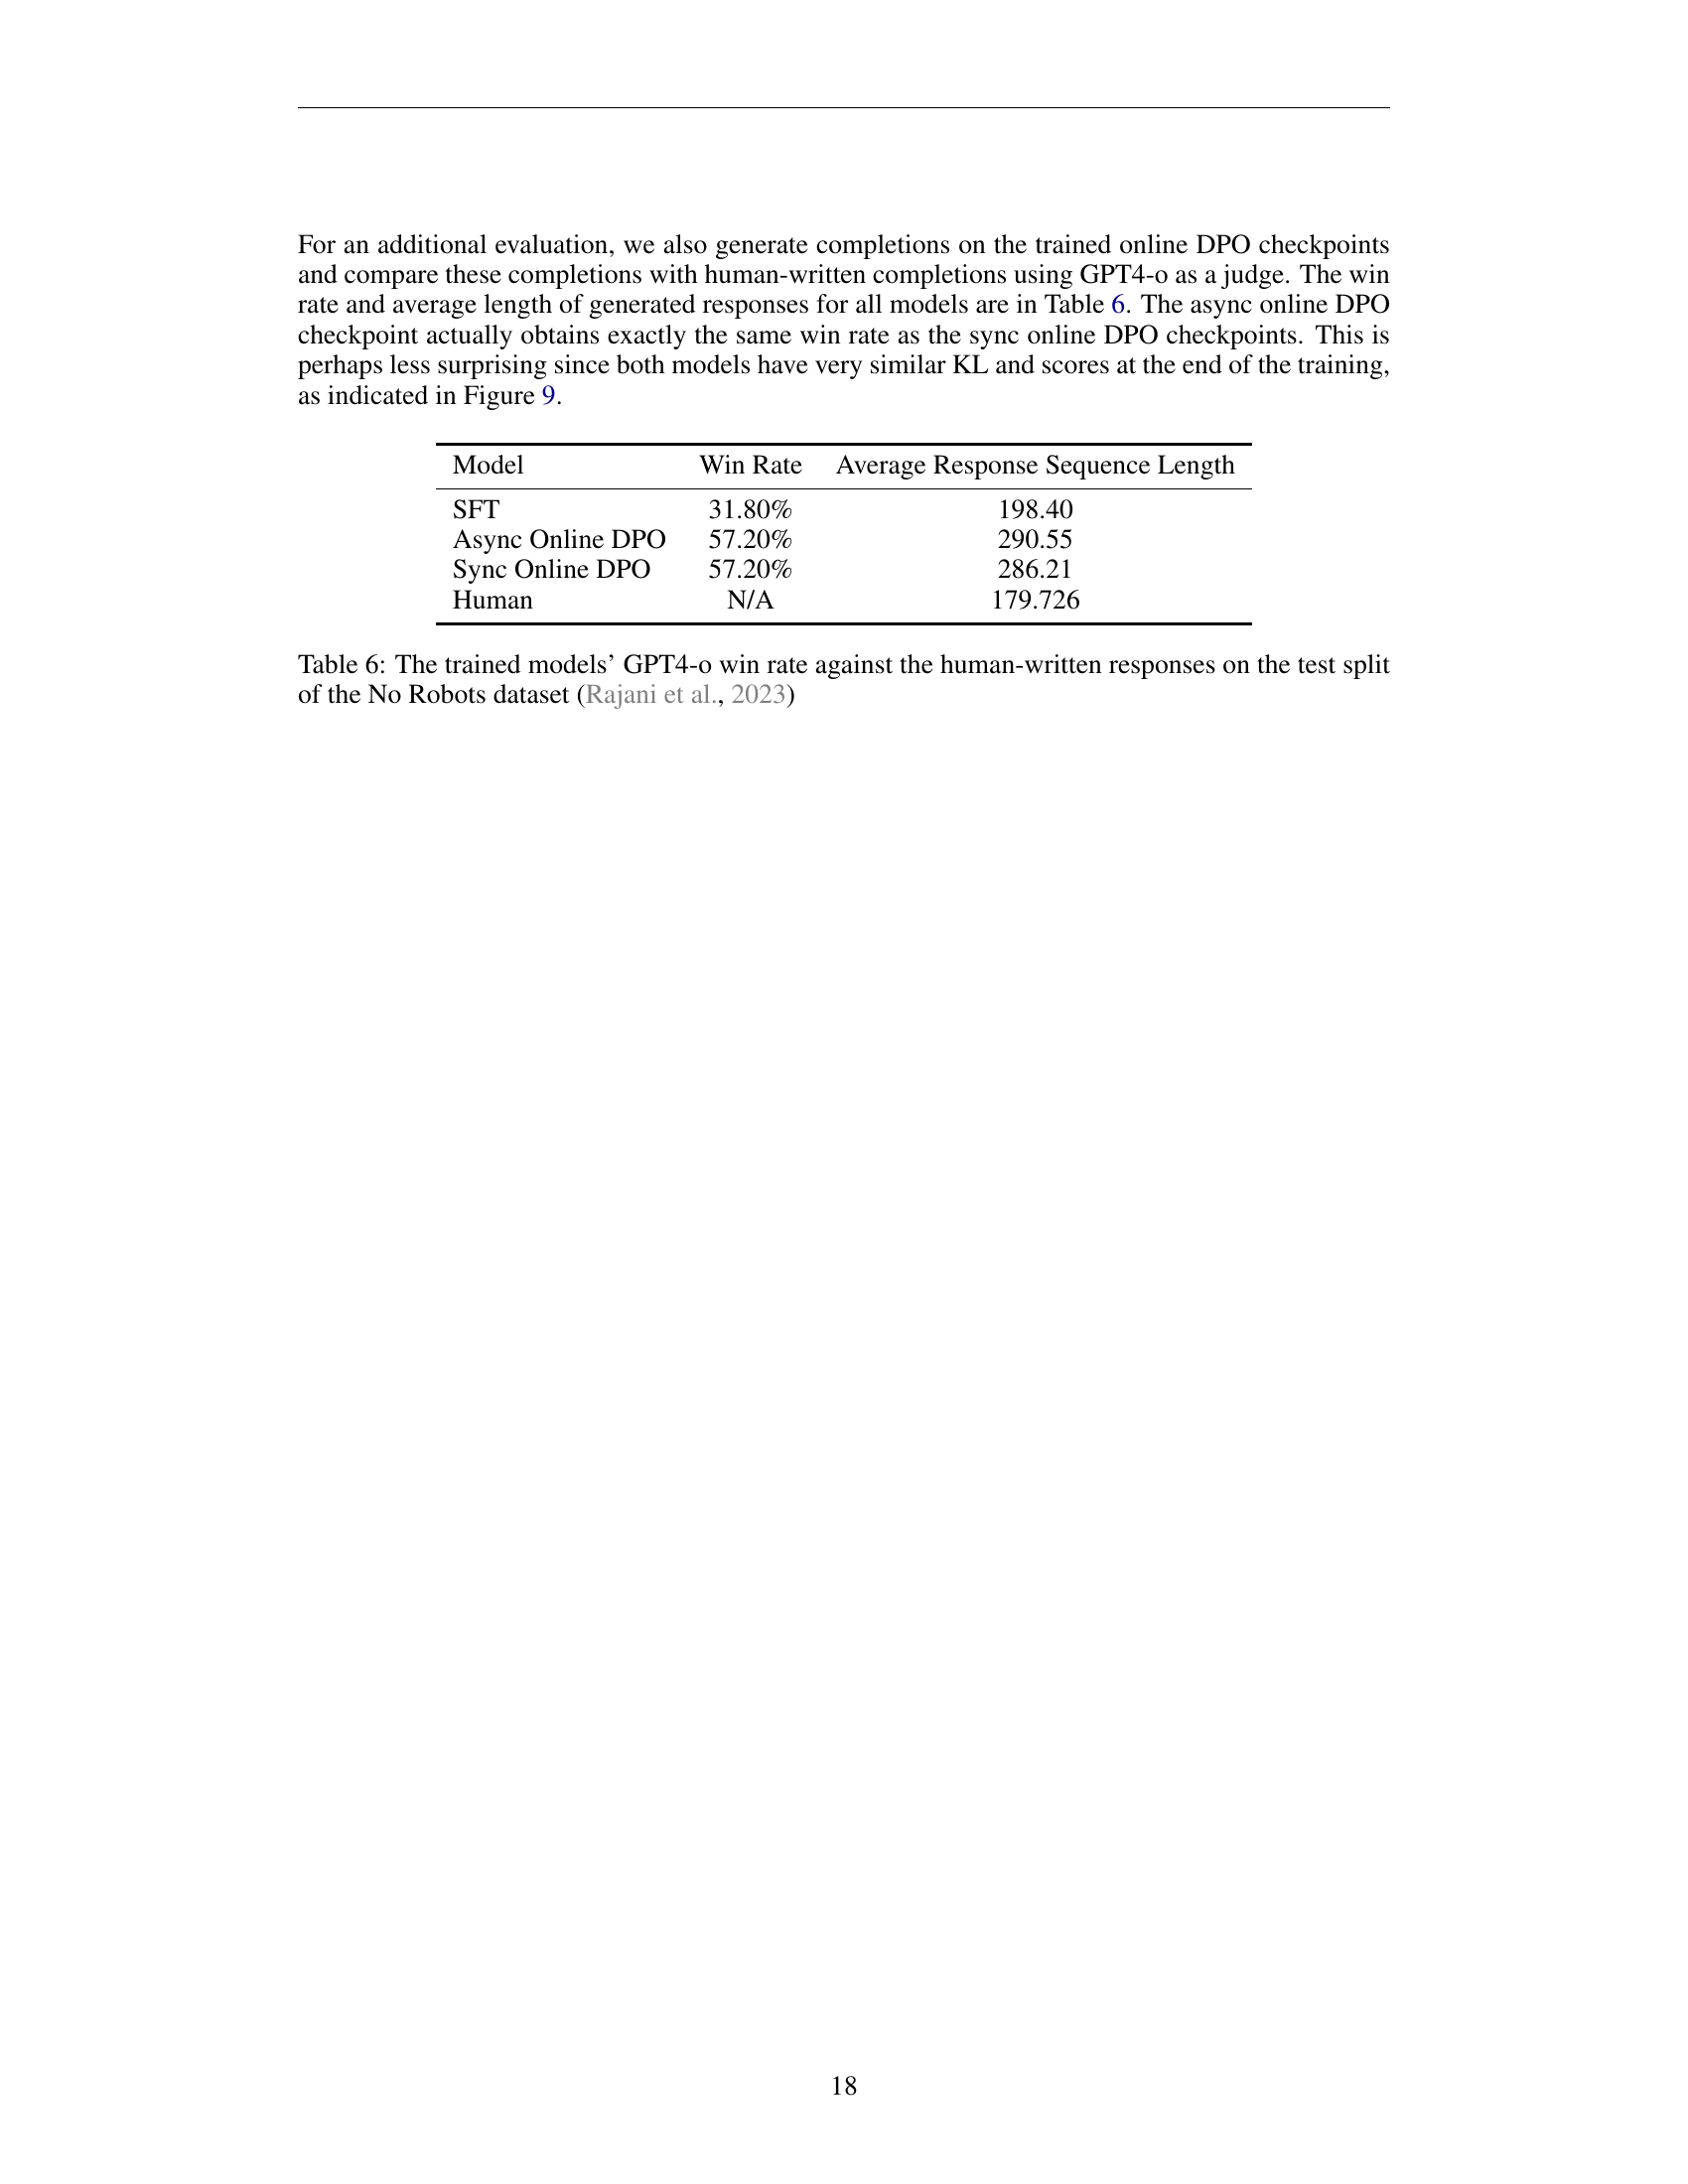 For an additional evaluation, we also generate completions on the trained online DPO checkpoints
and compare these completions with human-written completions using GPT4-o as a judge. The win
rate and average length of generated responses for all models are in Table 6. The async online DPO
checkpoint actually obtains exactly the same win rate as the sync online DPO checkpoints. This is
perhaps less surprising since both models have very similar KL and scores at the end of the training,
as indicated in Figure 9.
Model Win Rate Average Response Sequence Length
SFT 31.80% 198.40
Async Online DPO 57.20% 290.55
Sync Online DPO 57.20% 286.21
Human N/A 179.726
Table 6: The trained models’ GPT4-o win rate against the human-written responses on the test split
of the No Robots dataset (Rajani et al., 2023)
18